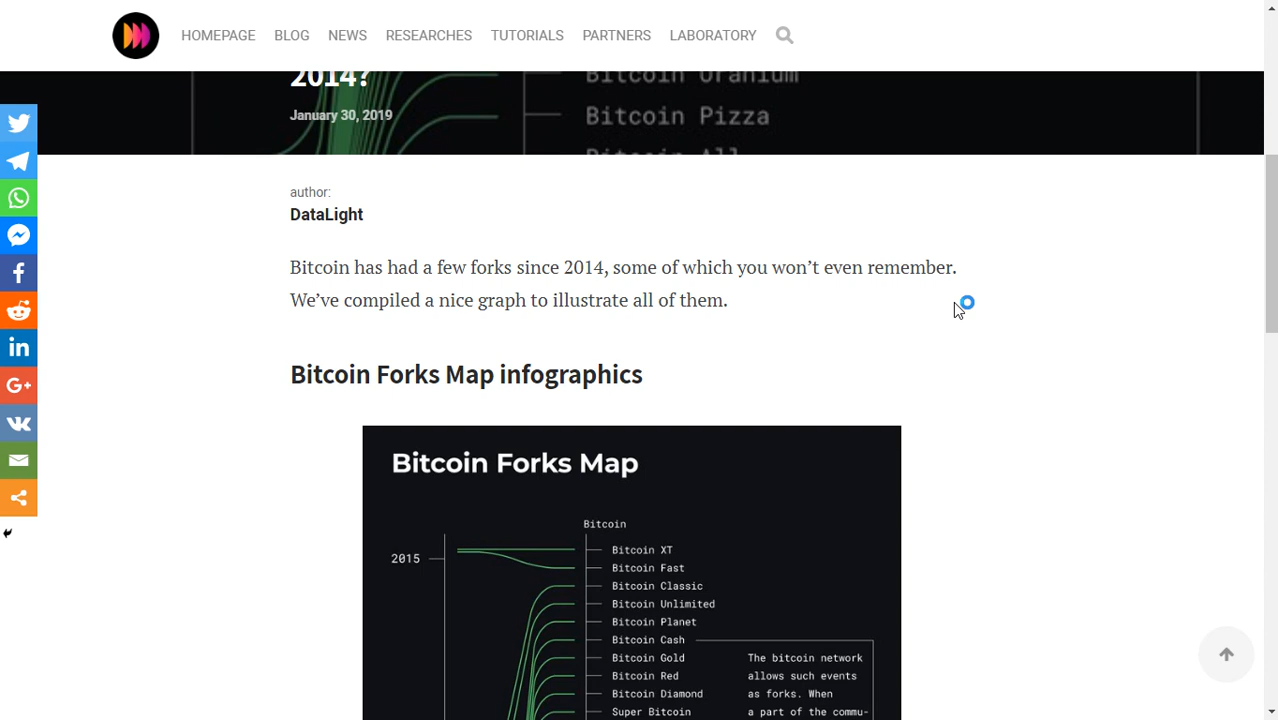 HOMEPAGE BLOG NEWS RESEARCHES TUTORIALS PARTNERS LABORATORY
2014?
January 30, 2019
Bitcoin Uranium
Bitcoin Pizza
author:
DataLight
Bitcoin has had a few forks since 2014, some of which you won’t even remember.
We’ve compiled a nice graph to illustrate all of them.
Bitcoin Forks Map infographics
Bitcoin Forks Map
Bitcoin
2015
Bitcoin XT
Bitcoin Fast
Bitcoin Classic
Bitcoin Unlimited
Bitcoin Planet
Bitcoin Cash
Bitcoin Gold The bitcoin network
Bitcoin Red allows such events
Bitcoin Diamond as forks. When
Super Bitcoin a part of the commu-